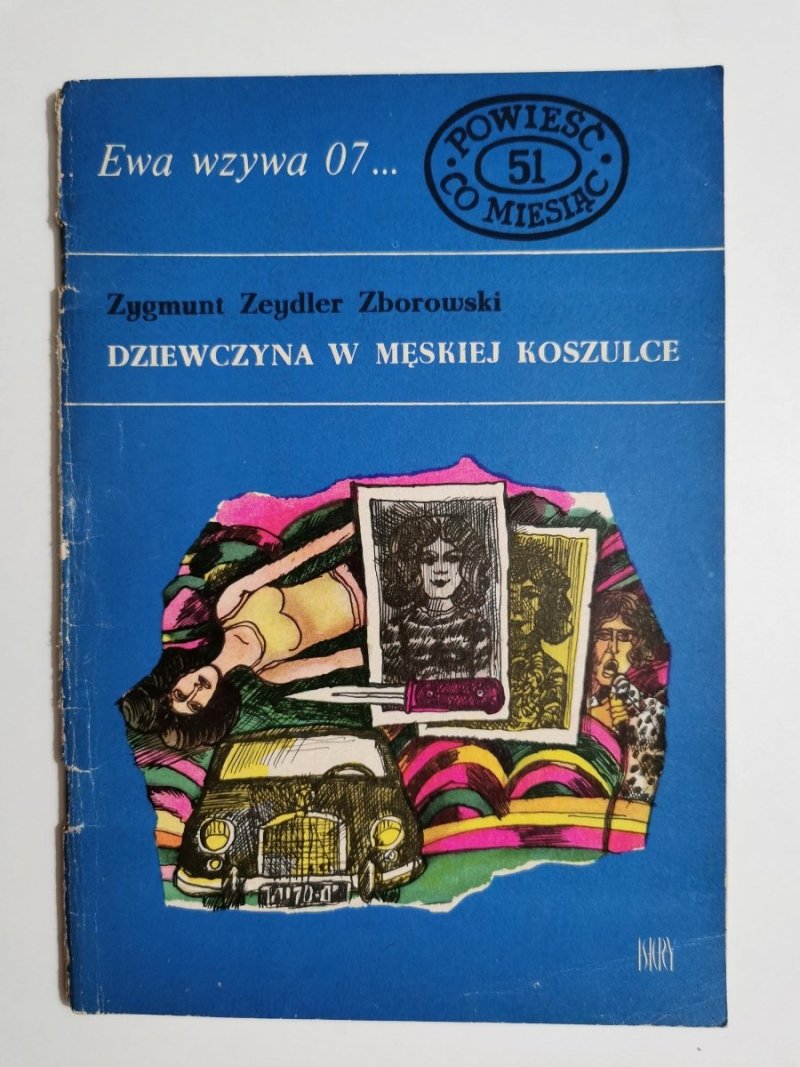 Ewa wzywa 07...
· POWIEŚĆ ·
51
CO MIESIĄC
Zygmunt Zeydler Zborowski
DZIEWCZYNA W MĘSKIEJ KOSZULCE
ISKRY